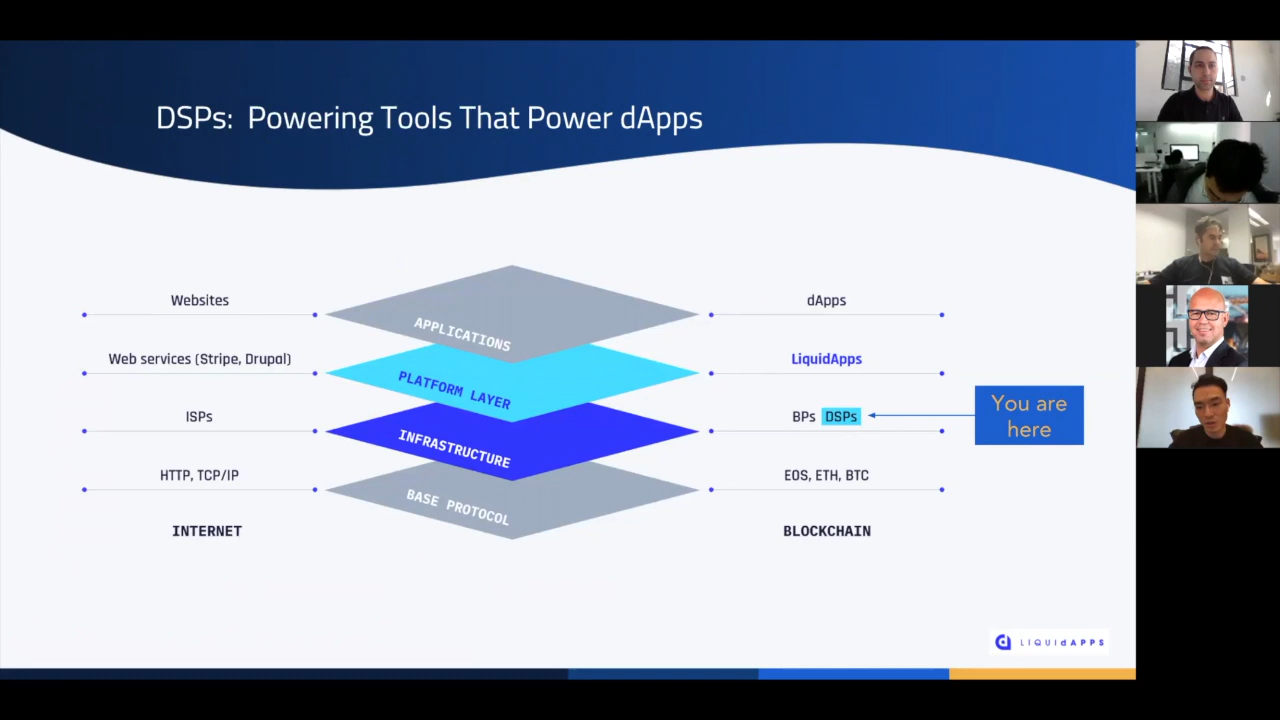 DSPs: Powering Tools That Power dApps
Websites
APPLICATIONS
dApps
Web services (Stripe, Drupal)
PLATFORM LAYER
LiquidApps
ISPs
INFRASTRUCTURE
BPs DSPs
You are
here
HTTP, TCP/IP
BASE PROTOCOL
EOS, ETH, BTC
INTERNET
BLOCKCHAIN
LIQUIdAPPS